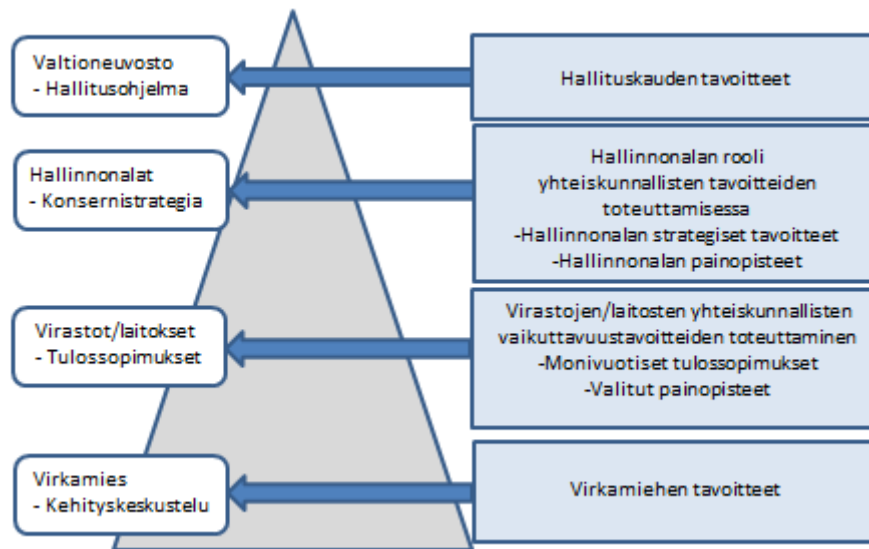 Valtioneuvosto
- Hallitusohjelma
Hallituskauden tavoitteet
Hallinnonalat
- Konsernistrategia
Hallinnonalan rooli
yhteiskunnallisten tavoitteiden
toteuttamisessa
-Hallinnonalan strategiset tavoitteet
-Hallinnonalan painopisteet
Virastot/laitokset
- Tulossopimukset
Virastojen/laitosten yhteiskunnallisten
vaikuttavuustavoitteiden toteuttaminen
-Monivuotiset tulossopimukset
-Valitut painopisteet
Virkamies
- Kehityskeskustelu
Virkamiehen tavoitteet